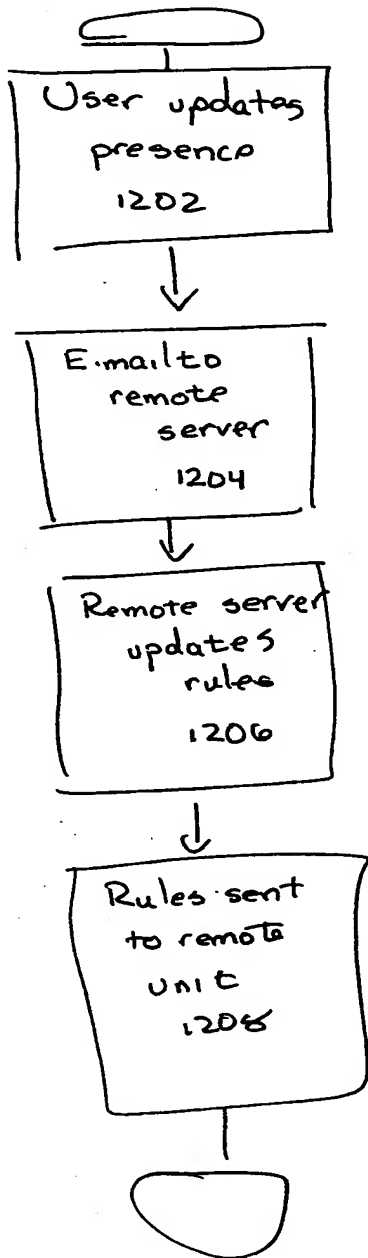 User updates
presence
1202
E.mail to
remote
server
1204
Remote server
updates
rules
1206
Rules sent
to remote
unit
1208